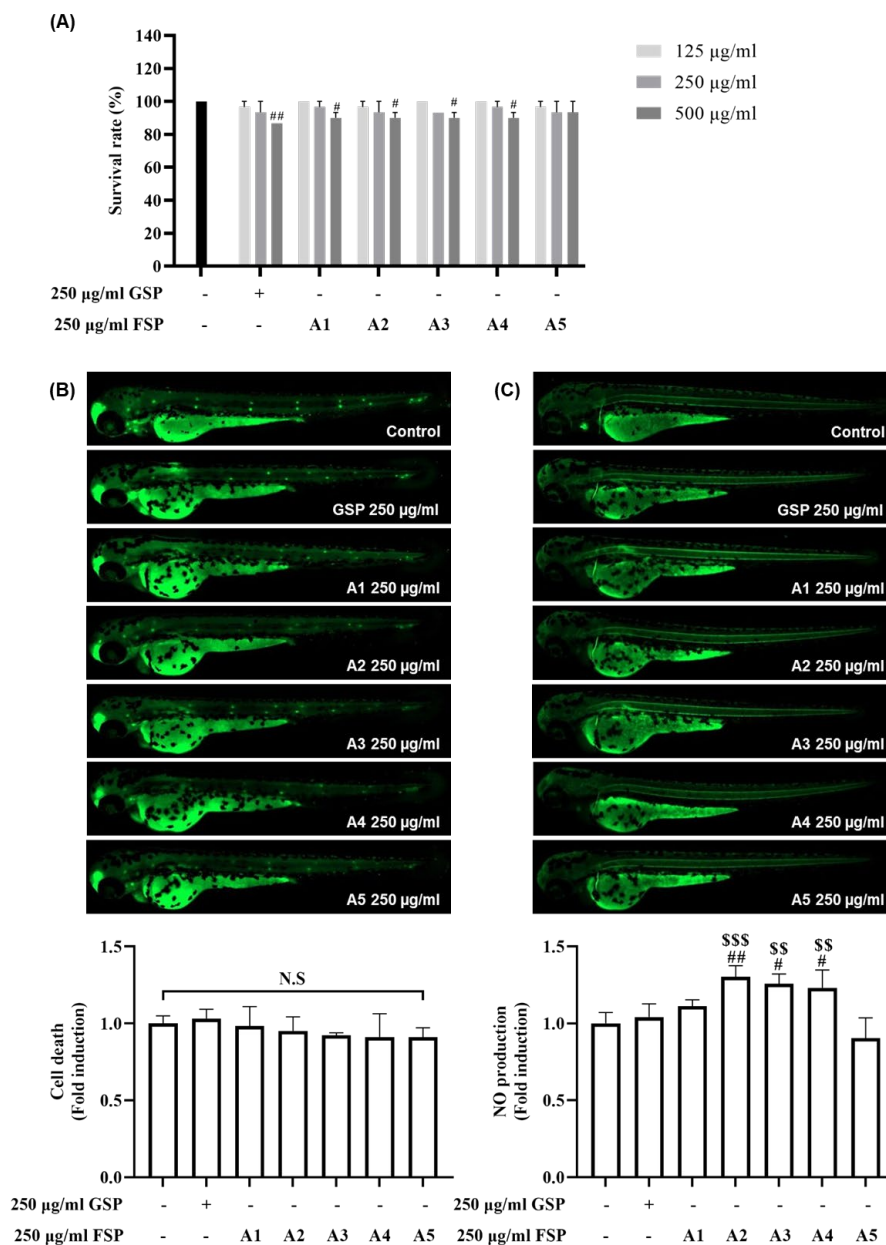 (A)
140
120
100
80
60
40
20
0
Survival rate (%)
##
#
#
#
#
125 μg/ml
250 μg/ml
500 μg/ml
250 μg/ml GSP - + - - - - -
250 μg/ml FSP - - A1 A2 A3 A4 A5
(B)
Control
GSP 250 μg/ml
A1 250 μg/ml
A2 250 μg/ml
A3 250 μg/ml
A4 250 μg/ml
A5 250 μg/ml
1.5
1.0
0.5
0.0
Cell death
(Fold induction)
N.S
250 μg/ml GSP - + - - - - -
250 μg/ml FSP - - A1 A2 A3 A4 A5
(C)
Control
GSP 250 μg/ml
A1 250 μg/ml
A2 250 μg/ml
A3 250 μg/ml
A4 250 μg/ml
A5 250 μg/ml
1.5
1.0
0.5
0.0
NO production
(Fold induction)
$$$ $$ $$
## # #
250 μg/ml GSP - + - - - - -
250 μg/ml FSP - - A1 A2 A3 A4 A5